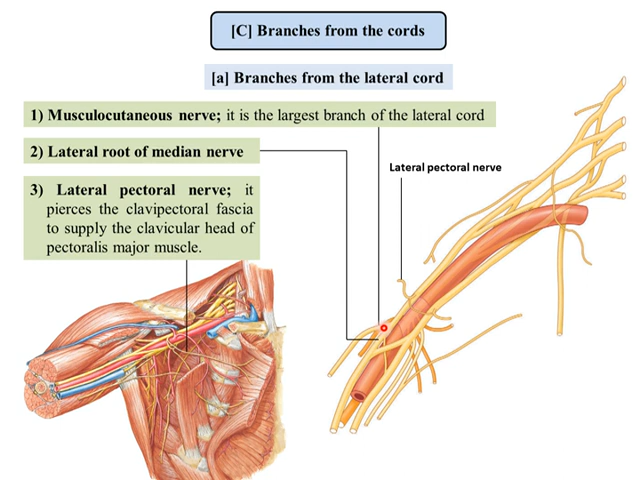 [C] Branches from the cords
[a] Branches from the lateral cord
1) Musculocutaneous nerve; it is the largest branch of the lateral cord
2) Lateral root of median nerve
Lateral pectoral nerve
3) Lateral pectoral nerve; it
pierces the clavipectoral fascia
to supply the clavicular head of
pectoralis major muscle.